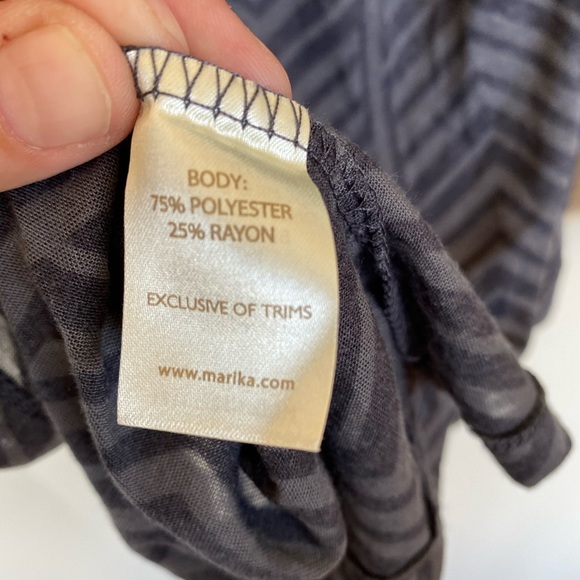 BODY:
75% POLYESTER
25% RAYON
EXCLUSIVE OF TRIMS
www.marika.com